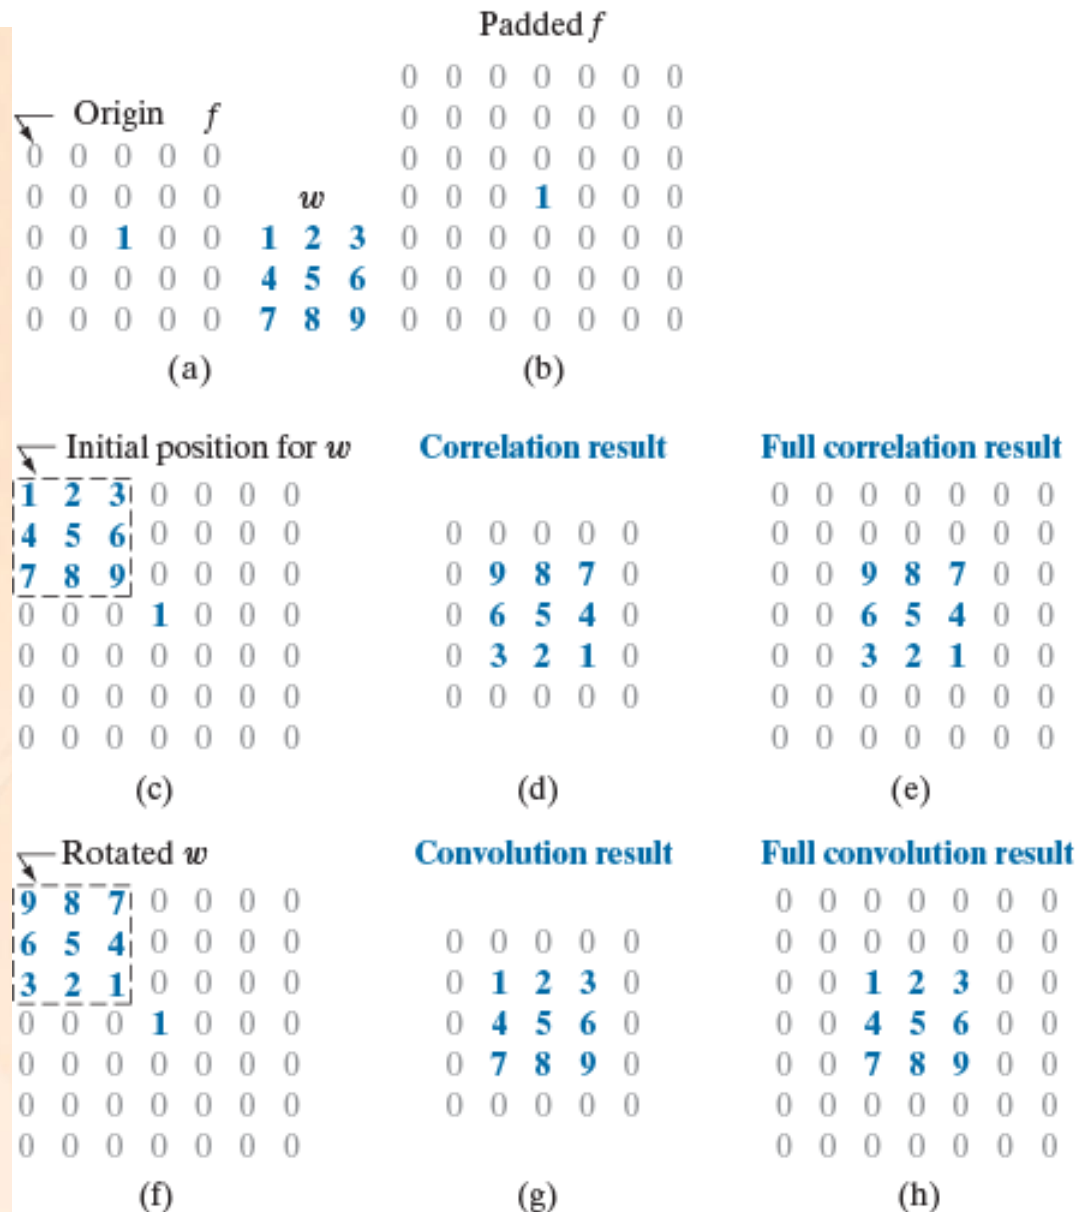 Padded f
0 0 0 0 0 0 0
Origin f
0 0 0 0 0 0 0
0 0 0 0 0
0 0 0 0 0 0 0
0 0 0 0 0
w
0 0 0 1 0 0 0
0 0 1 0 0
1 2 3
0 0 0 0 0 0 0
0 0 0 0 0
4 5 6
0 0 0 0 0 0 0
0 0 0 0 0
7 8 9
0 0 0 0 0 0 0
(a)
(b)
Initial position for w
1 2 3 0 0 0 0
4 5 6 0 0 0 0
7 8 9 0 0 0 0
0 0 0 1 0 0 0
0 0 0 0 0 0 0
0 0 0 0 0 0 0
0 0 0 0 0 0 0
(c)
Correlation result
0 0 0 0 0
0 9 8 7 0
0 6 5 4 0
0 3 2 1 0
0 0 0 0 0
(d)
Full correlation result
0 0 0 0 0 0 0
0 0 0 0 0 0 0
0 0 9 8 7 0 0
0 0 6 5 4 0 0
0 0 3 2 1 0 0
0 0 0 0 0 0 0
0 0 0 0 0 0 0
(e)
Rotated w
9 8 7 0 0 0 0
6 5 4 0 0 0 0
3 2 1 0 0 0 0
0 0 0 1 0 0 0
0 0 0 0 0 0 0
0 0 0 0 0 0 0
0 0 0 0 0 0 0
(f)
Convolution result
0 0 0 0 0
0 1 2 3 0
0 4 5 6 0
0 7 8 9 0
0 0 0 0 0
(g)
Full convolution result
0 0 0 0 0 0 0
0 0 0 0 0 0 0
0 0 1 2 3 0 0
0 0 4 5 6 0 0
0 0 7 8 9 0 0
0 0 0 0 0 0 0
0 0 0 0 0 0 0
(h)